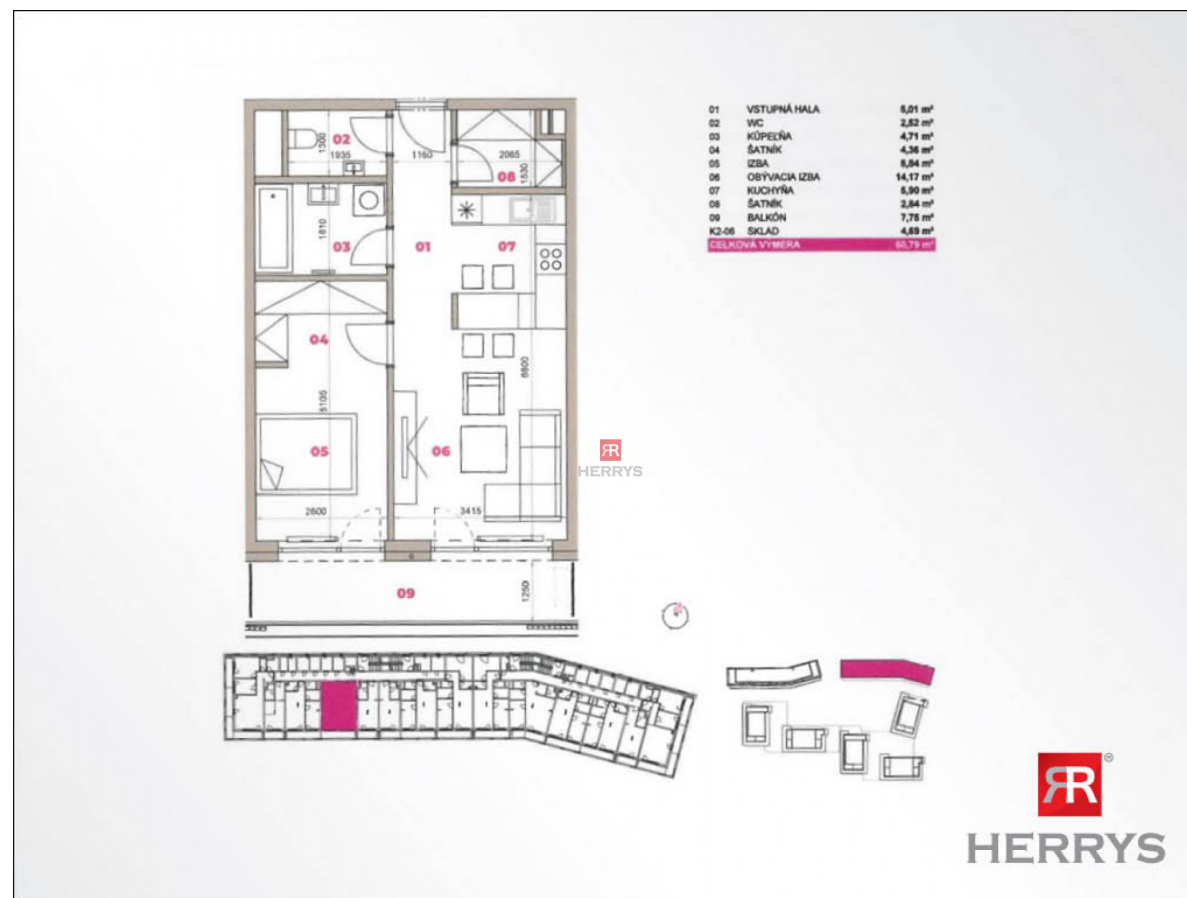 01 VSTUPNÁ HALA 5,01 m²
02 WC 2,52 m²
03 KÚPEĽŇA 4,71 m²
04 ŠATNÍK 4,36 m²
05 IZBA 8,84 m²
06 OBÝVACIA IZBA 14,17 m²
07 KUCHYŇA 5,90 m²
08 ŠATNÍK 2,84 m²
09 BALKÓN 7,75 m²
K2-06 SKLAD 4,69 m²
CELKOVÁ VÝMERA 60,79 m²
02
1300
1935
1160
2065
08
1530
1810
03
01
07
04
6800
5105
05
06
2600
3415
09
1250
RR
HERRYS
RR ®
HERRYS